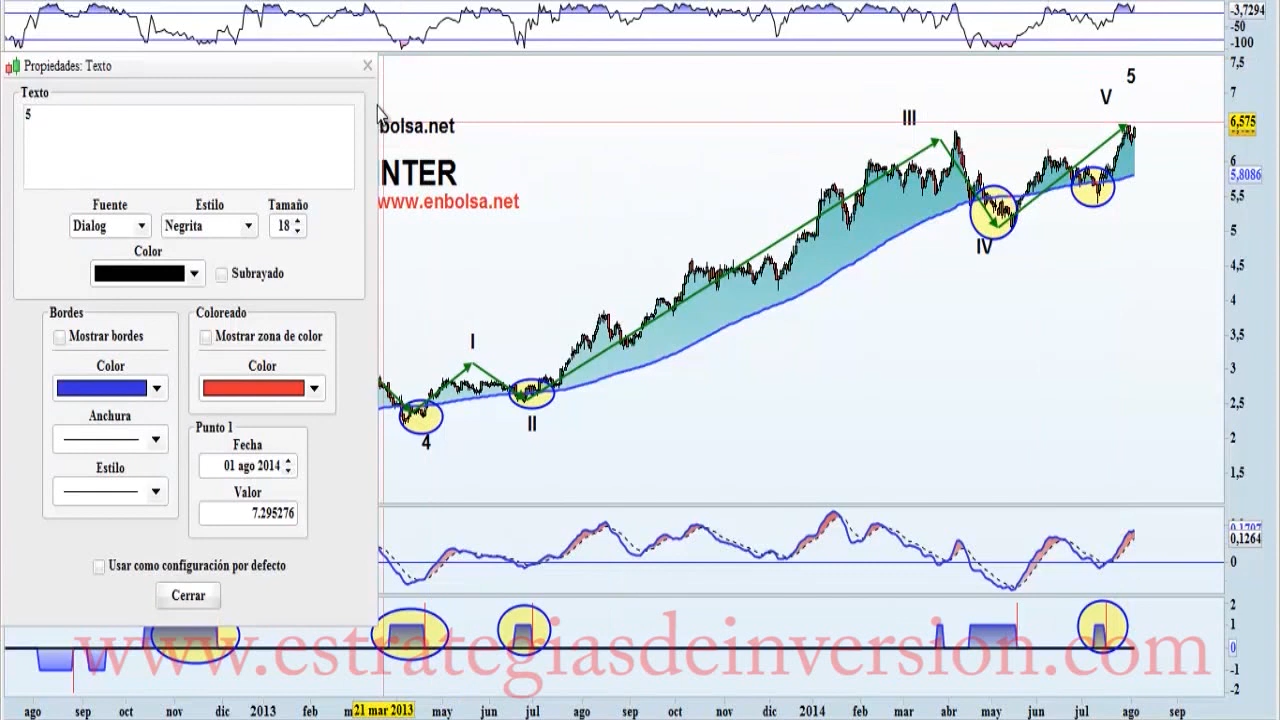 -3,7294
-50
-100
Propiedades: Texto
Texto
5
Fuente Estilo Tamaño
Dialog Negrita 18
Color
Subrayado
Bordes
Mostrar bordes
Color
Anchura
Estilo
Coloreado
Mostrar zona de color
Color
Punto 1
Fecha
01 ago 2014
Valor
7.295276
Usar como configuración por defecto
Cerrar
bolsa.net
NTER
www.enbolsa.net
I
II
III
IV
V
4
5
7,5
7
6,575
6
5,8086
5,5
5
4,5
4
3,5
3
2,5
2
1,5
0,1707
0,1264
0
2
1
0
-1
-2
www.estrategiasdeinversion.com
ago sep oct nov dic 2013 feb 21 mar 2013 may jun jul ago sep oct nov dic 2014 feb mar abr may jun jul ago sep